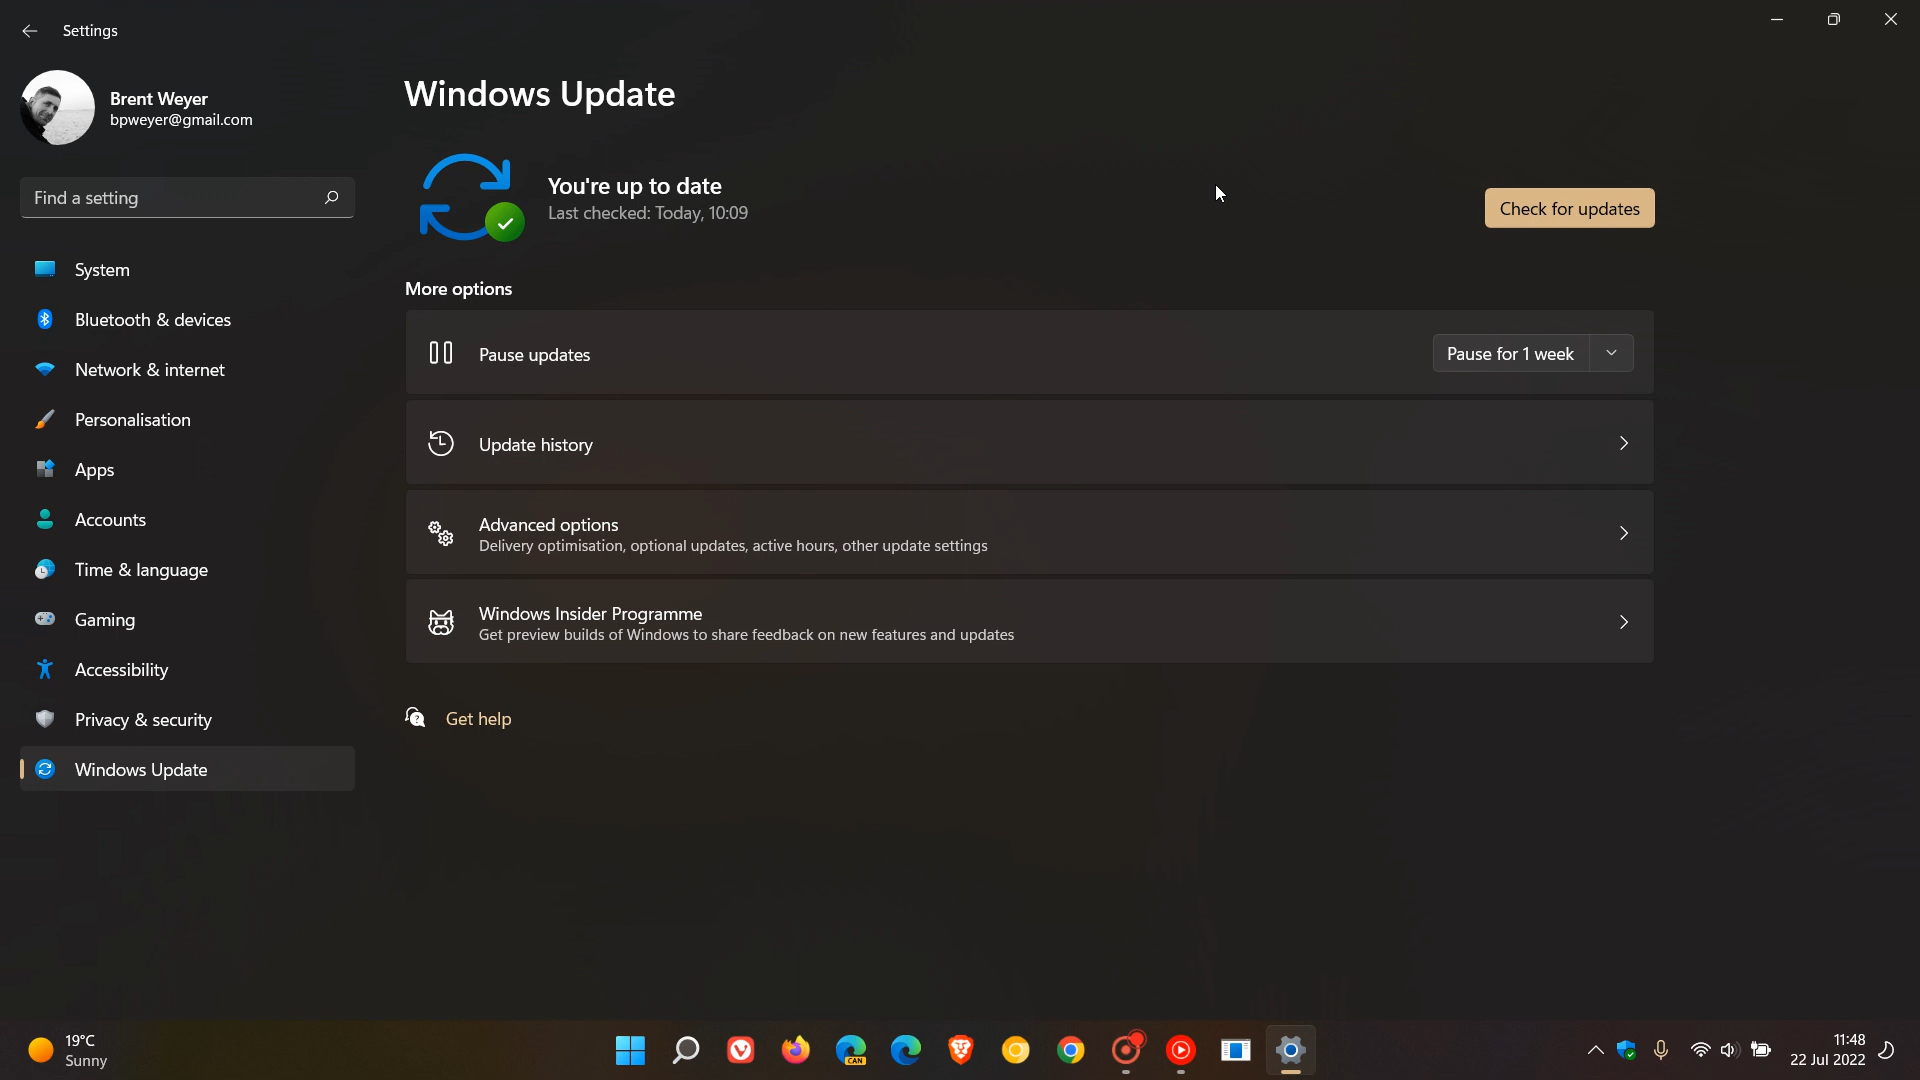 Settings
Brent Weyer
bpweyer@gmail.com
Find a setting
System
Bluetooth & devices
Network & internet
Personalisation
Apps
Accounts
Time & language
Gaming
Accessibility
Privacy & security
Windows Update
Windows Update
You're up to date
Last checked: Today, 10:09
Check for updates
More options
Pause updates
Pause for 1 week
Update history
Advanced options
Delivery optimisation, optional updates, active hours, other update settings
Windows Insider Programme
Get preview builds of Windows to share feedback on new features and updates
Get help
19°C
Sunny
CAN
11:48
22 Jul 2022